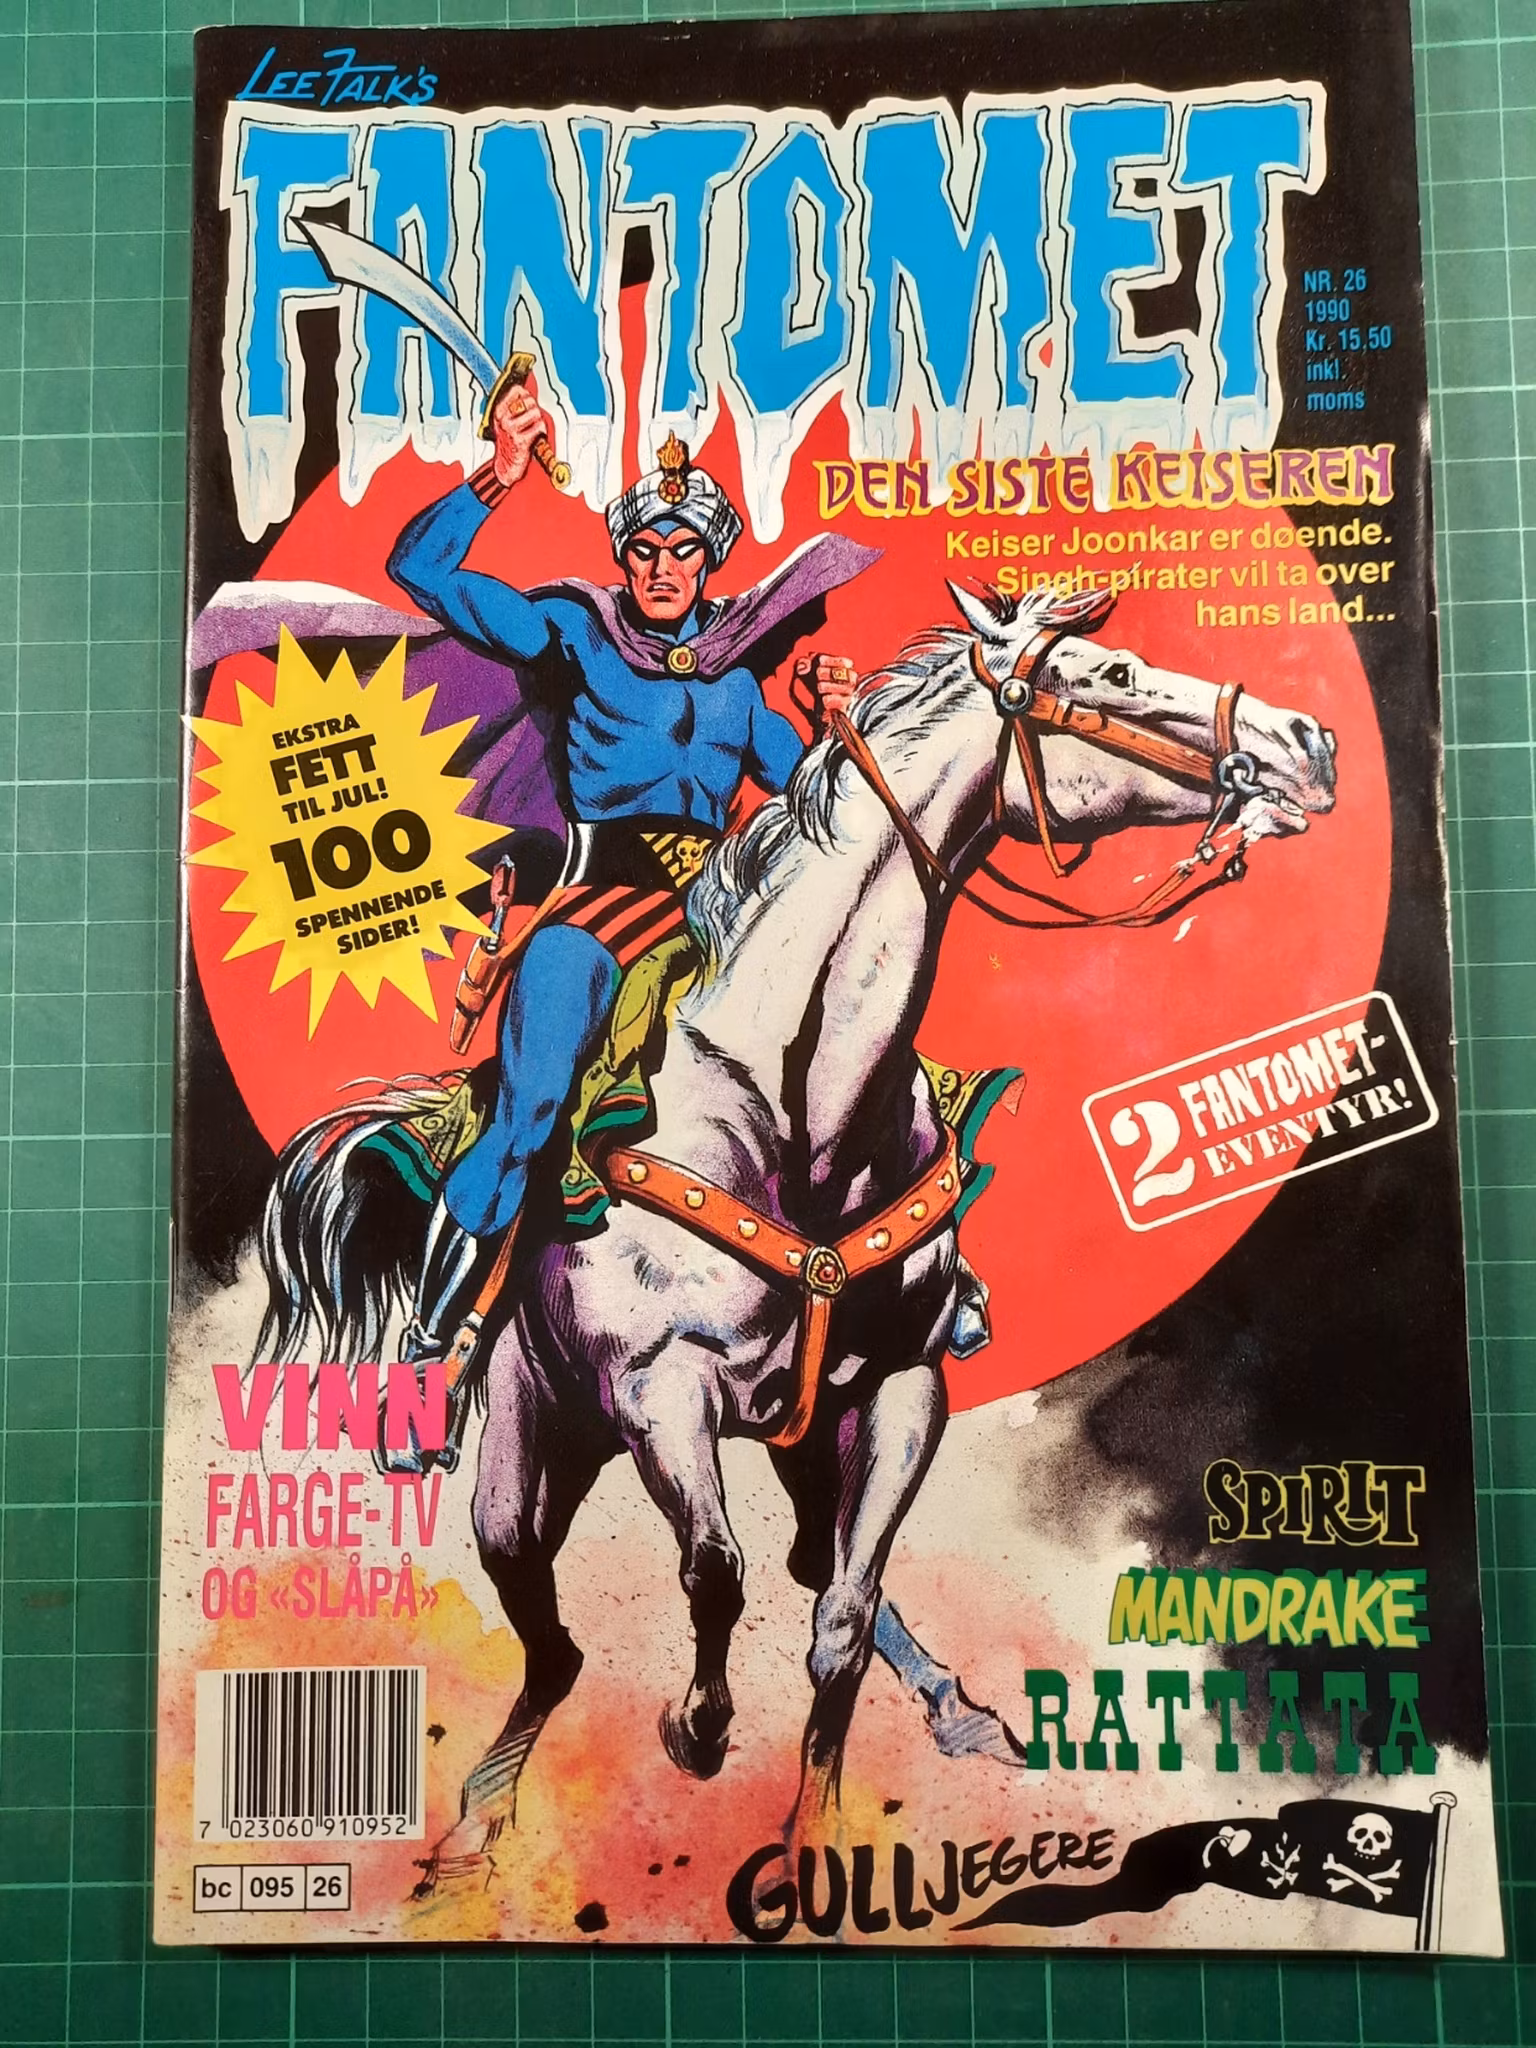 LEE FALK'S
FANTOMET
NR. 26
1990
Kr. 15.50
inkl.
moms
DEN SISTE KEISEREN
Keiser Joonkar er døende.
Singh-pirater vil ta over
hans land...
EKSTRA
FETT
TIL JUL!
100
SPENNENDE
SIDER!
2 FANTOMET-
EVENTYR!
VINN
FARGE-TV
OG «SLÅPÅ»
SPIRIT
MANDRAKE
RATTATA
GULLJEGERE
7 023060 910952
bc 095 26